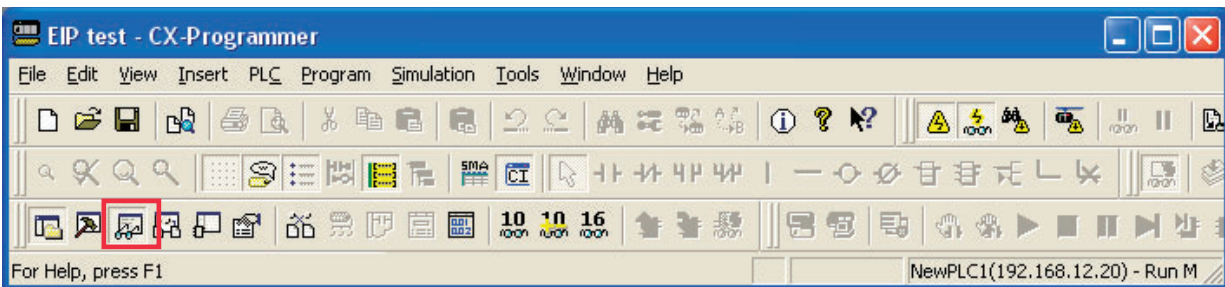 EIP test - CX-Programmer
File Edit View Insert PLC Program Simulation Tools Window Help
SMA CI
10 10 16
For Help, press F1 NewPLC1(192.168.12.20) - Run M